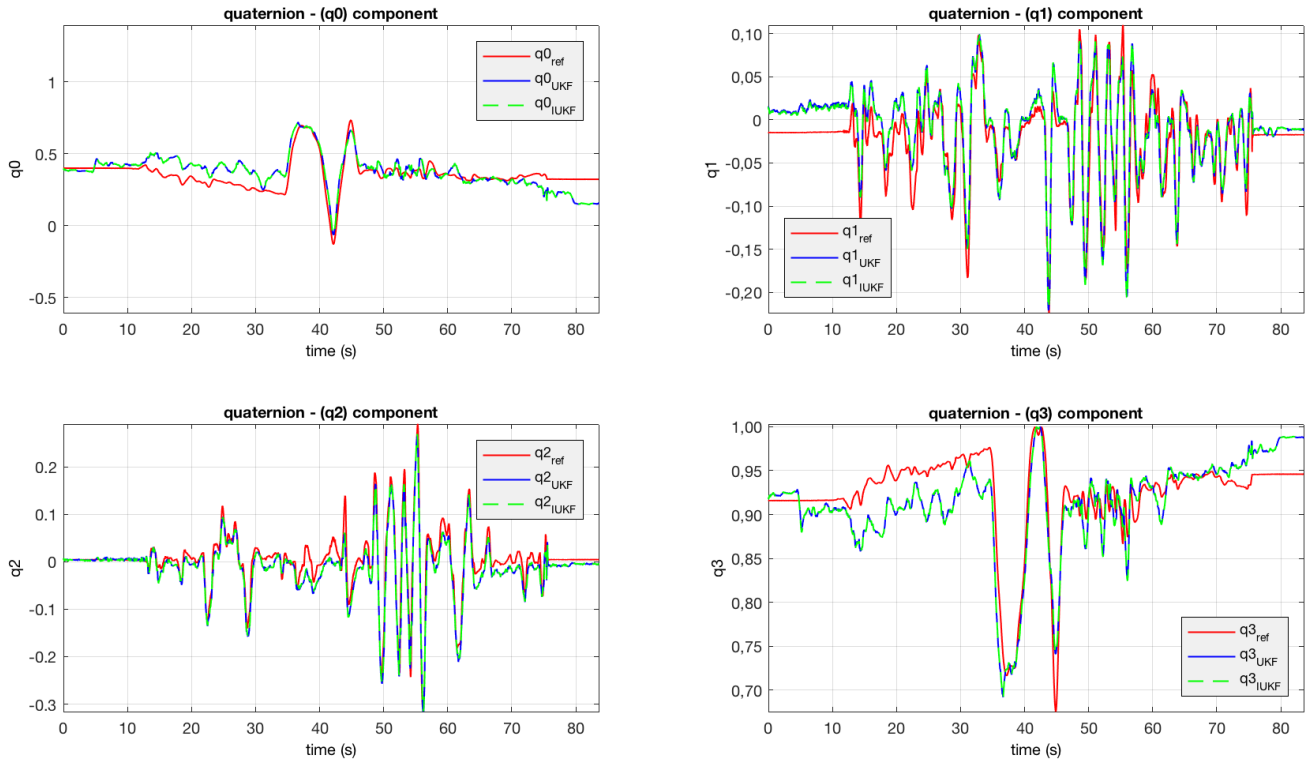 quaternion - (q0) component
q0
1
0.5
0
-0.5
0 10 20 30 40 50 60 70 80
time (s)
q0ref
q0UKF
q0IUKF
quaternion - (q1) component
q1
0,10
0,05
0
-0,05
-0,10
-0,15
-0,20
0 10 20 30 40 50 60 70 80
time (s)
q1ref
q1UKF
q1IUKF
quaternion - (q2) component
q2
0.2
0.1
0
-0.1
-0.2
-0.3
0 10 20 30 40 50 60 70 80
time (s)
q2ref
q2UKF
q2IUKF
quaternion - (q3) component
q3
1,00
0,95
0,90
0,85
0,80
0,75
0,70
0 10 20 30 40 50 60 70 80
time (s)
q3ref
q3UKF
q3IUKF